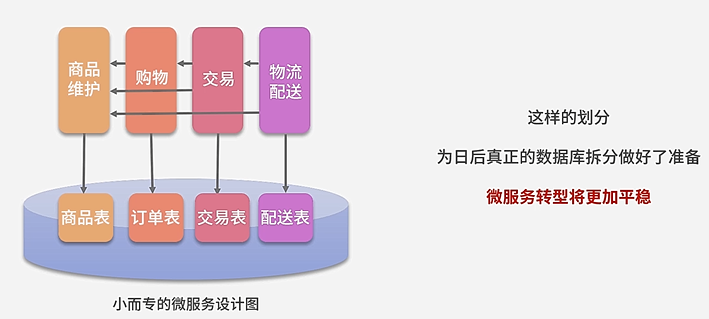 商品
维护
购物
交易
物流
配送
商品表
订单表
交易表
配送表
小而专的微服务设计图
这样的划分
为日后真正的数据库拆分做好了准备
微服务转型将更加平稳